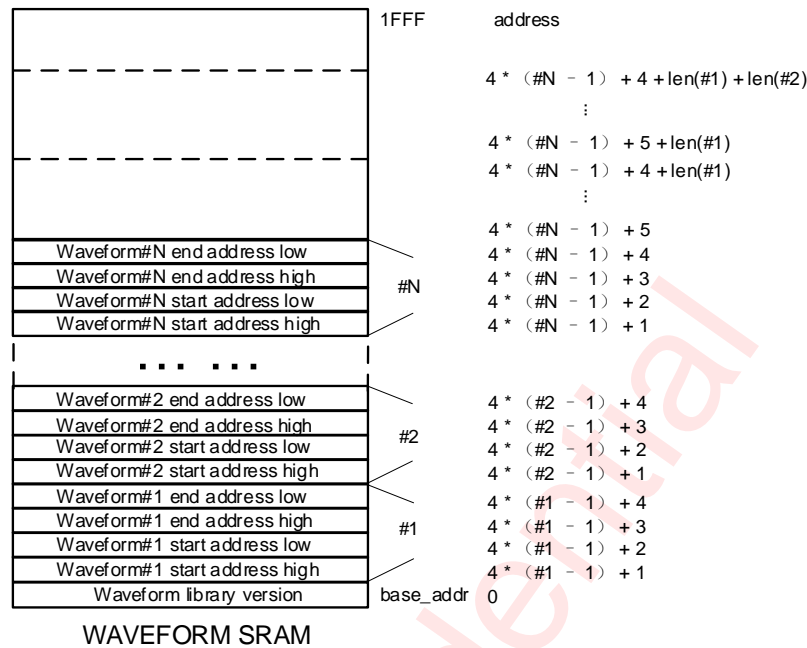 1FFF address
4 * （#N － 1） + 4 + len(#1) + len(#2)
⋮
4 * （#N － 1） + 5 + len(#1)
4 * （#N － 1） + 4 + len(#1)
⋮
4 * （#N － 1） + 5
Waveform#N end address low 4 * （#N － 1） + 4
Waveform#N end address high 4 * （#N － 1） + 3
#N
Waveform#N start address low 4 * （#N － 1） + 2
Waveform#N start address high 4 * （#N － 1） + 1
... ...
Waveform#2 end address low 4 * （#2 － 1） + 4
Waveform#2 end address high 4 * （#2 － 1） + 3
#2
Waveform#2 start address low 4 * （#2 － 1） + 2
Waveform#2 start address high 4 * （#2 － 1） + 1
Waveform#1 end address low 4 * （#1 － 1） + 4
Waveform#1 end address high 4 * （#1 － 1） + 3
#1
Waveform#1 start address low 4 * （#1 － 1） + 2
Waveform#1 start address high 4 * （#1 － 1） + 1
Waveform library version base_addr 0
WAVEFORM SRAM
dential